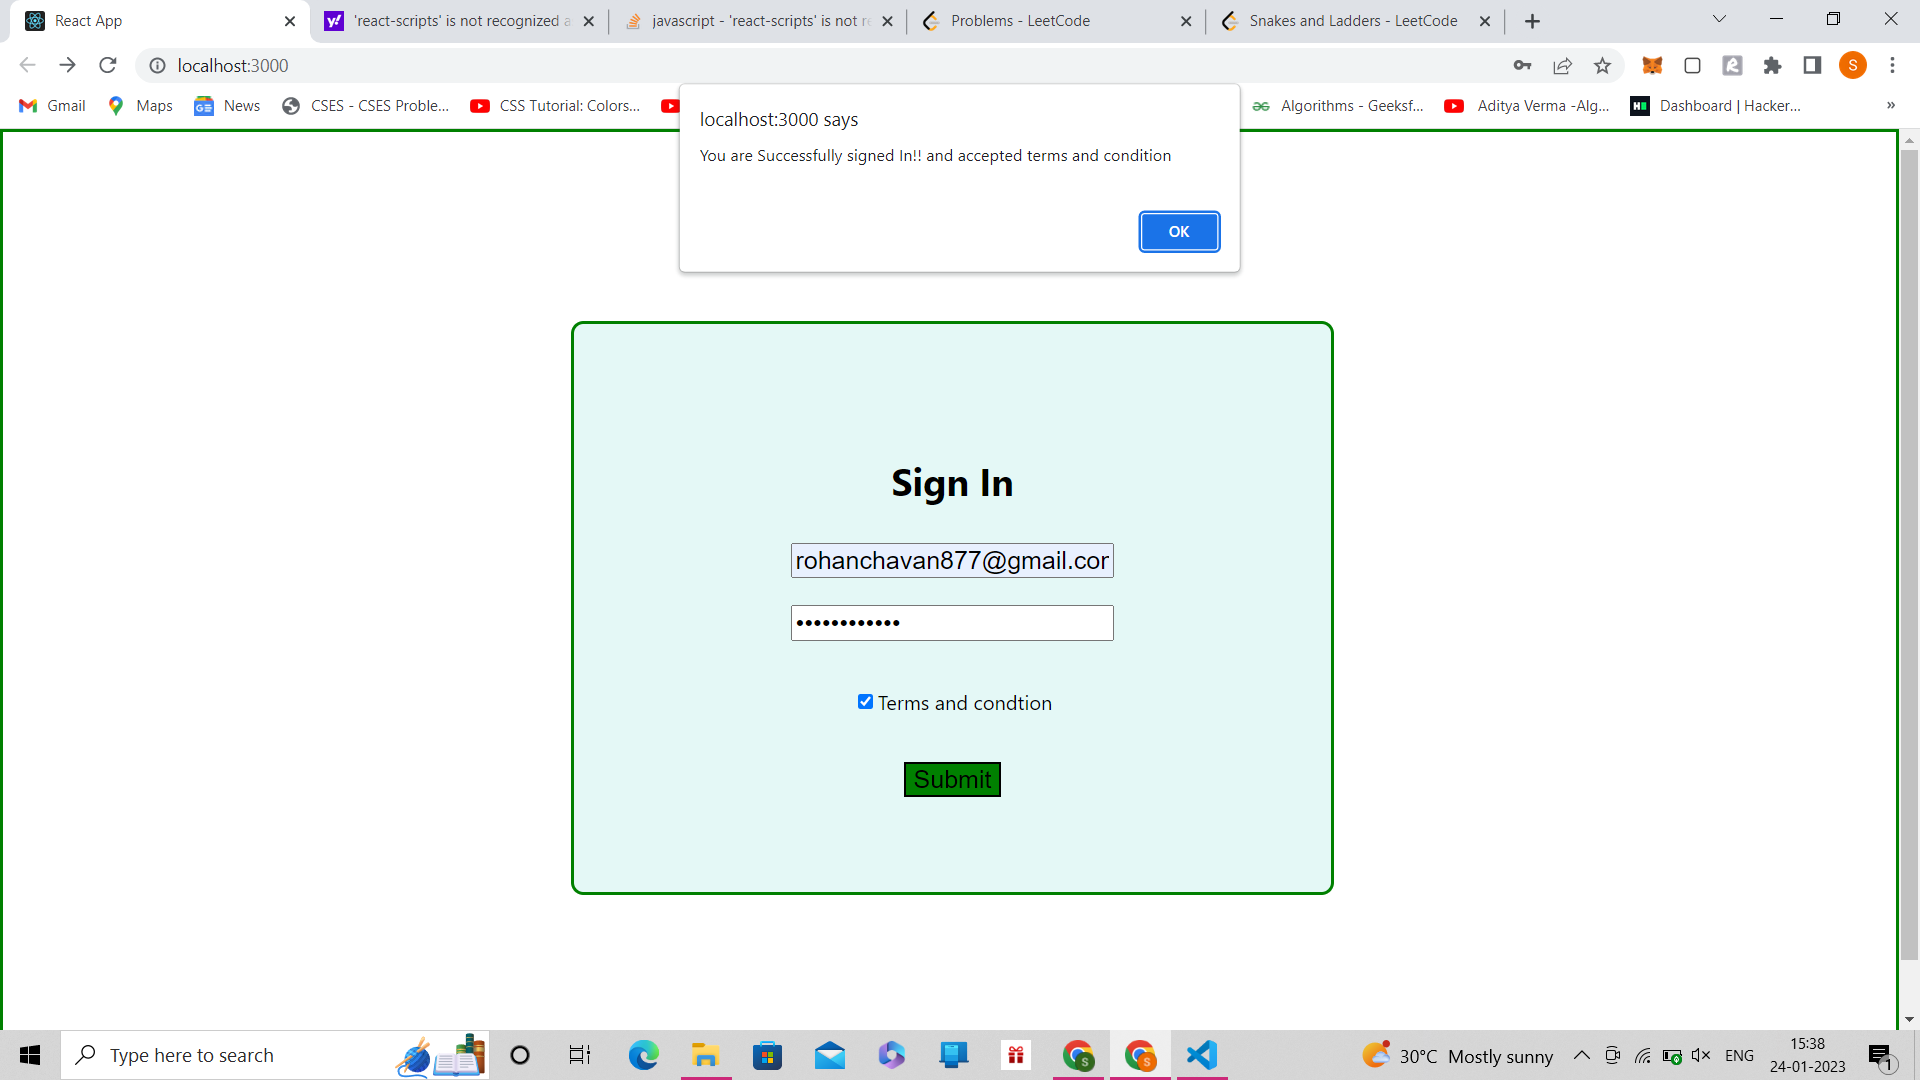 React App
'react-scripts' is not recognized a
javascript - 'react-scripts' is not re
Problems - LeetCode
Snakes and Ladders - LeetCode
localhost:3000
S
Gmail
Maps
News
CSES - CSES Proble...
CSS Tutorial: Colors...
Algorithms - Geeksf...
Aditya Verma -Alg...
Dashboard | Hacker...
»
localhost:3000 says
You are Successfully signed In!! and accepted terms and condition
OK
Sign In
rohanchavan877@gmail.cor
••••••••••••
Terms and condtion
Submit
Type here to search
30°C Mostly sunny
ENG
15:38
24-01-2023
1